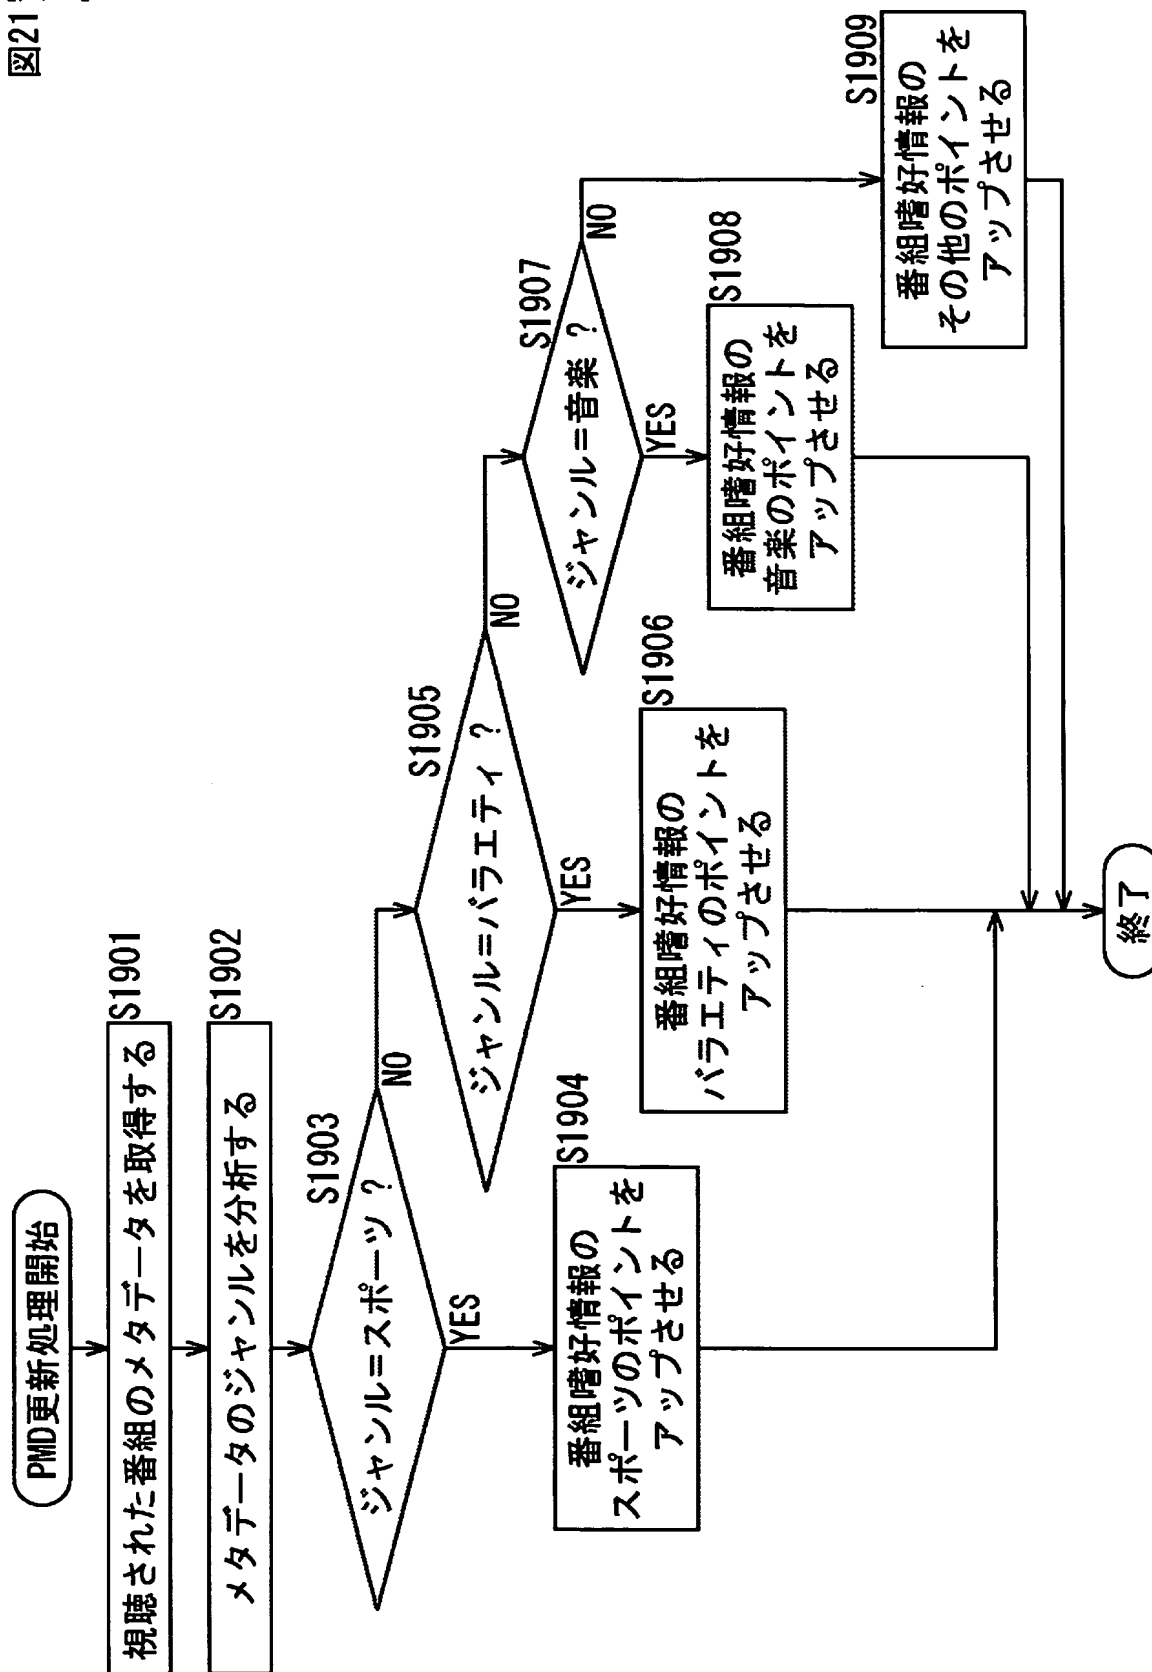 図21
PMD更新処理開始
視聴された番組のメタデータを取得する
S1901
メタデータのジャンルを分析する
S1902
S1903
ジャンル=スポーツ ?
YES
NO
S1904
番組嗜好情報の
スポーツのポイントを
アップさせる
S1905
ジャンル=バラエティ ?
YES
NO
S1906
番組嗜好情報の
バラエティのポイントを
アップさせる
S1907
ジャンル=音楽 ?
YES
NO
S1908
番組嗜好情報の
音楽のポイントを
アップさせる
S1909
番組嗜好情報の
その他のポイントを
アップさせる
終了